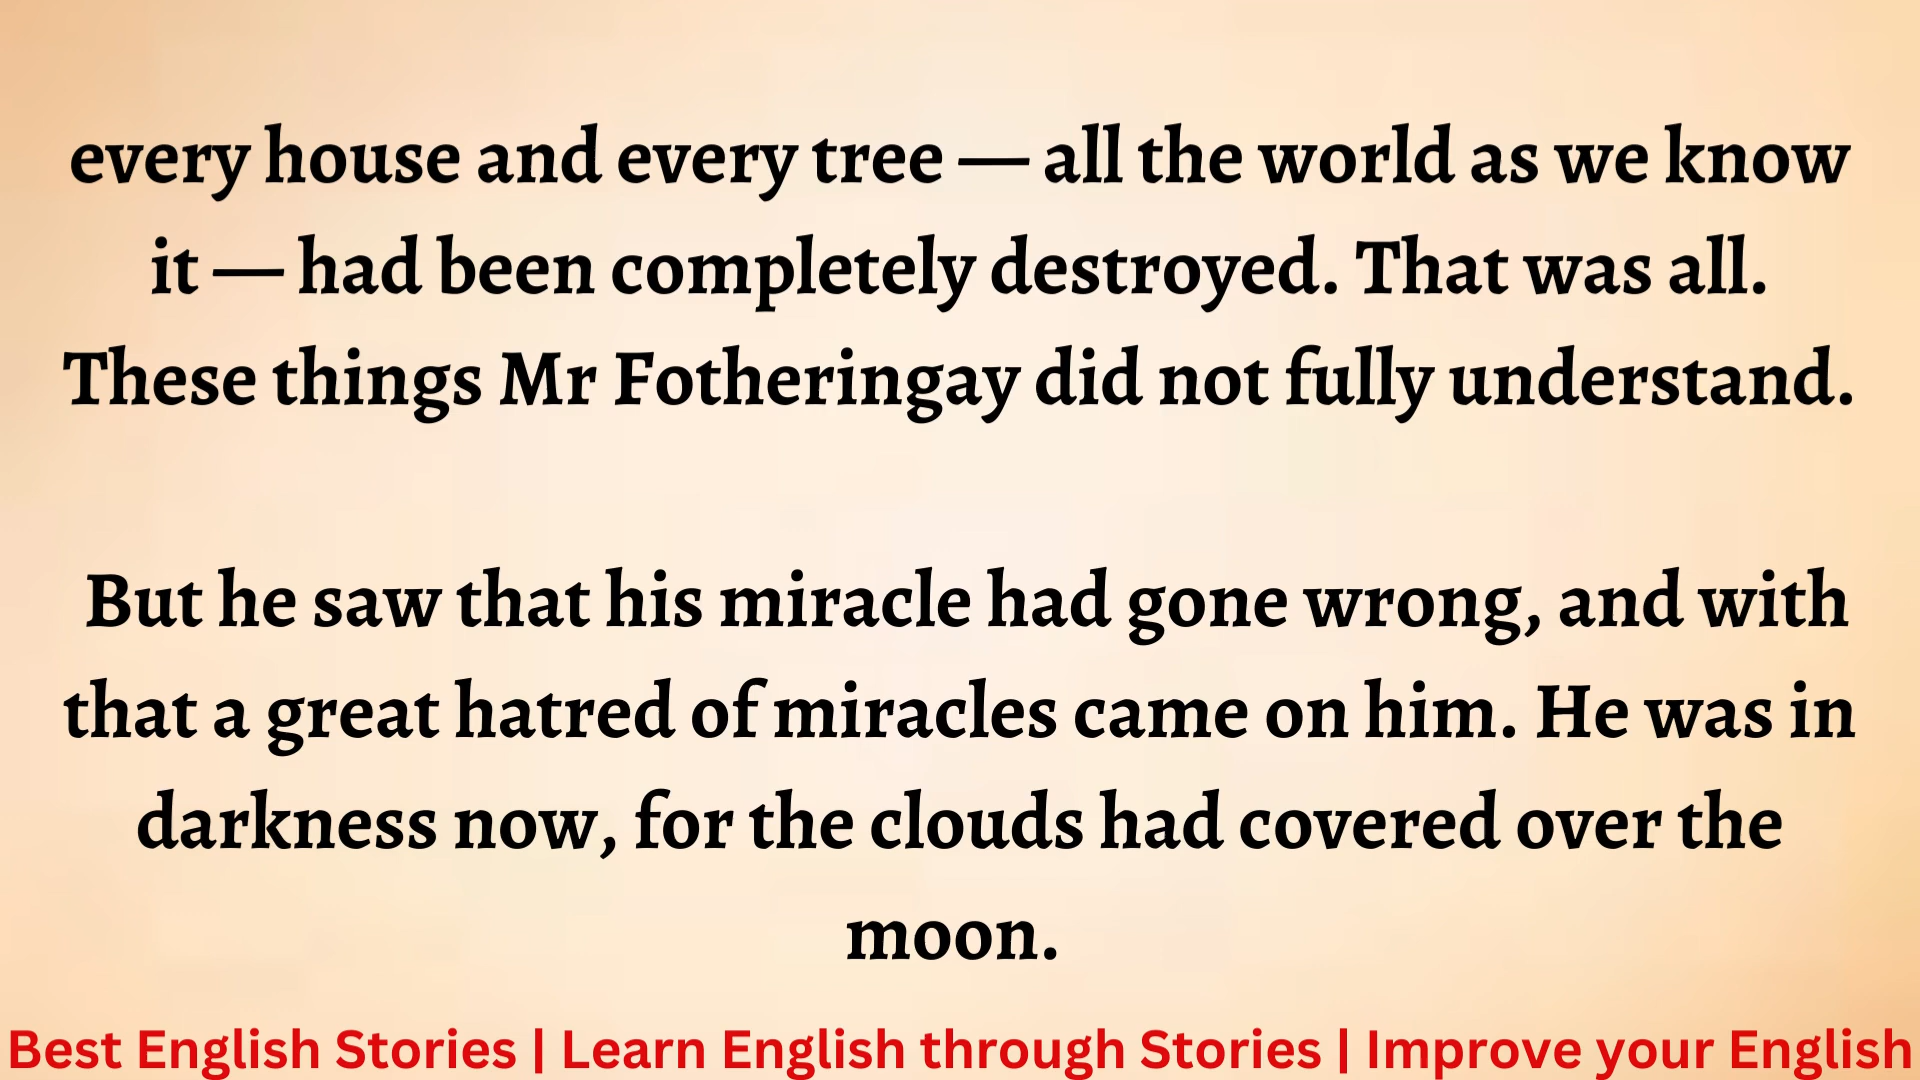 every house and every tree — all the world as we know
it — had been completely destroyed. That was all.
These things Mr Fotheringay did not fully understand.
But he saw that his miracle had gone wrong, and with
that a great hatred of miracles came on him. He was in
darkness now, for the clouds had covered over the
moon.
Best English Stories | Learn English through Stories | Improve your English